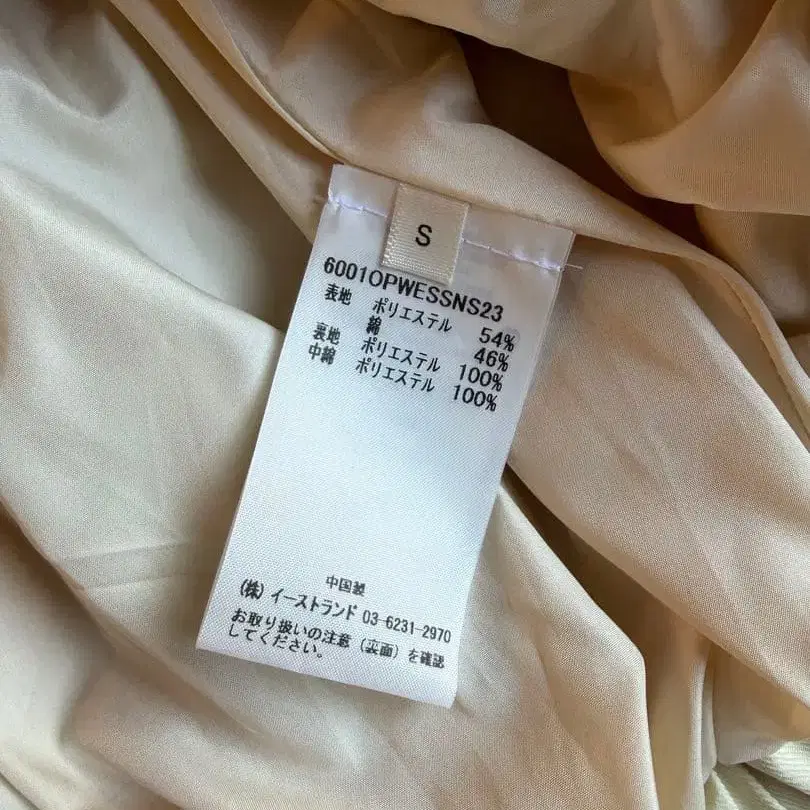 S
6001OPWESSNS23
表地 ポリエステル 54%
綿 46%
裏地 ポリエステル 100%
中綿 ポリエステル 100%
中国製
(株) イーストランド 03-6231-2970
お取り扱いの注意 (裏面) を確認
してください。